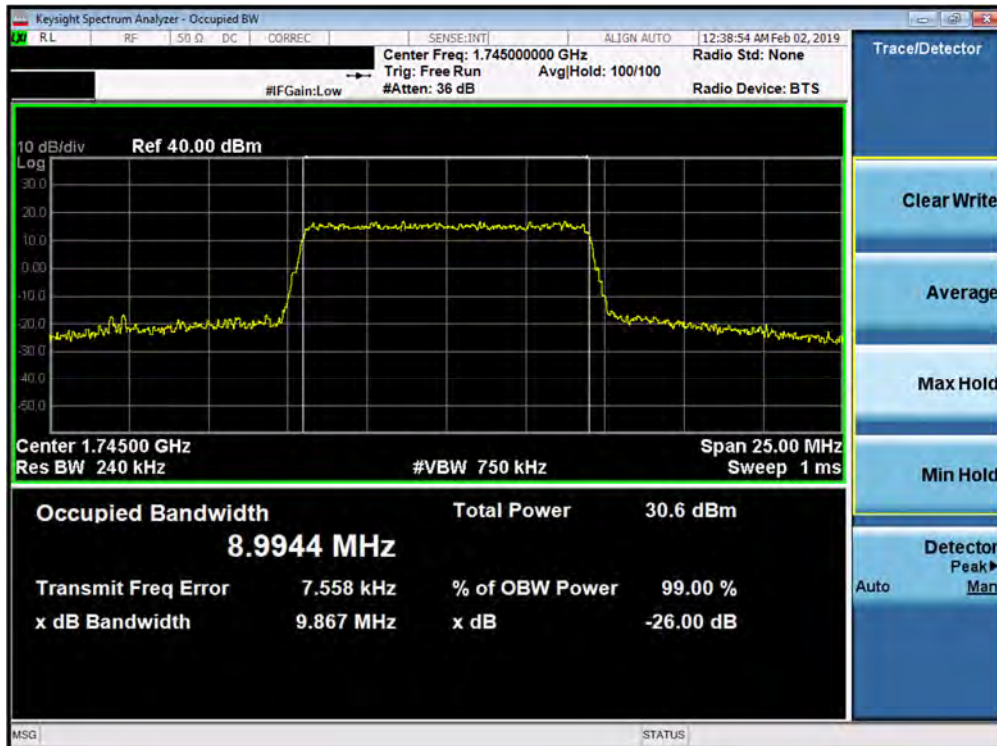 Keysight Spectrum Analyzer - Occupied BW
RL RF 50 Ω DC CORREC SENSE:INT ALIGN AUTO 12:38:54 AM Feb 02, 2019
Center Freq: 1.745000000 GHz Radio Std: None
Trig: Free Run Avg|Hold: 100/100
#IFGain:Low #Atten: 36 dB Radio Device: BTS
Trace/Detector
10 dB/div Ref 40.00 dBm
Log
30.0
20.0
10.0
0.00
-10.0
-20.0
-30.0
-40.0
-50.0
Center 1.74500 GHz Span 25.00 MHz
Res BW 240 kHz #VBW 750 kHz Sweep 1 ms
Occupied Bandwidth Total Power 30.6 dBm
8.9944 MHz
Transmit Freq Error 7.558 kHz % of OBW Power 99.00 %
x dB Bandwidth 9.867 MHz x dB -26.00 dB
Clear Write
Average
Max Hold
Min Hold
Detector
Peak▶
Auto Man
MSG STATUS